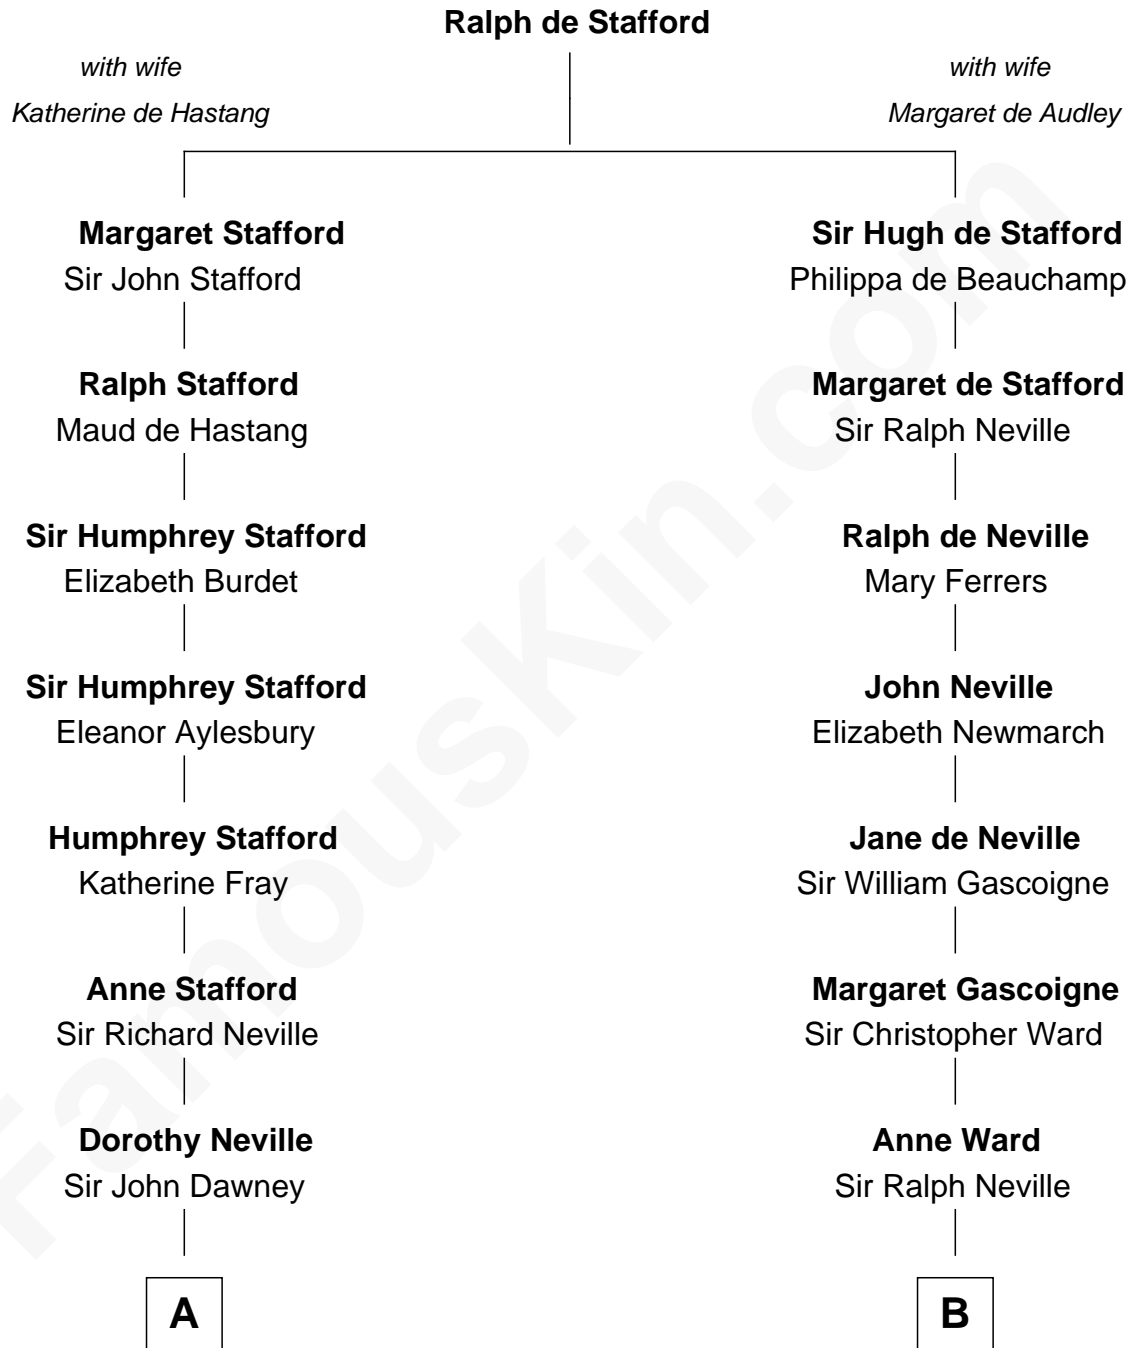 Ralph de Stafford
with wife
Katherine de Hastang
with wife
Margaret de Audley
Margaret Stafford
Sir John Stafford
Sir Hugh de Stafford
Philippa de Beauchamp
Ralph Stafford
Maud de Hastang
Margaret de Stafford
Sir Ralph Neville
Sir Humphrey Stafford
Elizabeth Burdet
Ralph de Neville
Mary Ferrers
Sir Humphrey Stafford
Eleanor Aylesbury
John Neville
Elizabeth Newmarch
Humphrey Stafford
Katherine Fray
Jane de Neville
Sir William Gascoigne
Anne Stafford
Sir Richard Neville
Margaret Gascoigne
Sir Christopher Ward
Dorothy Neville
Sir John Dawney
Anne Ward
Sir Ralph Neville
A
B
FamousKin.com